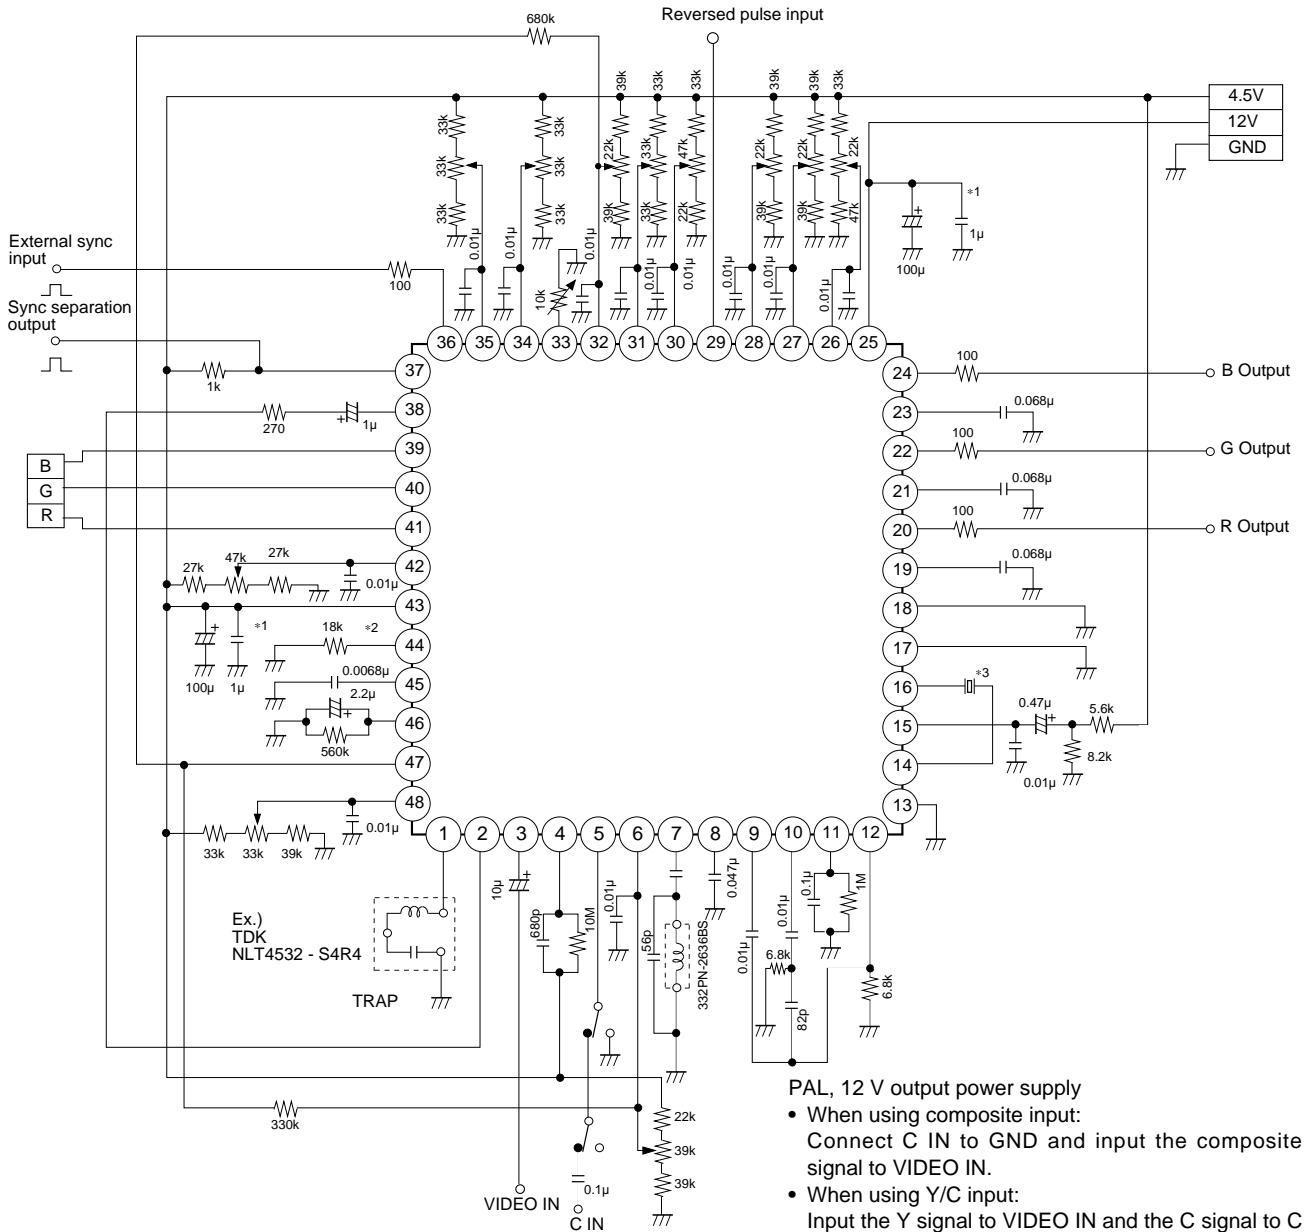 Reversed pulse input
680k
39k
33k
33k
39k
39k
33k
4.5V
12V
GND
33k
33k
33k
33k
33k
33k
22k
39k
33k
33k
47k
22k
22k
39k
22k
39k
22k
47k
*1
1µ
100µ
External sync
input
100
0.01µ
0.01µ
10k
0.01µ
0.01µ
0.01µ
0.01µ
0.01µ
0.01µ
Sync separation
output
36
35
34
33
32
31
30
29
28
27
26
25
1k
37
24
100
B Output
270
1µ
38
23
0.068µ
B
39
22
100
G Output
G
40
21
0.068µ
R
41
20
100
R Output
27k
47k
27k
0.01µ
42
19
0.068µ
100µ
1µ
*1
43
18
18k
*2
44
17
0.0068µ
45
16
*3
2.2µ
560k
46
15
0.47µ
5.6k
0.01µ
8.2k
47
14
48
13
33k
33k
39k
0.01µ
1
2
3
4
5
6
7
8
9
10
11
12
Ex.)
TDK
NLT4532 - S4R4
TRAP
10µ
680p
10M
0.01µ
56p
332PN-2636BS
0.047µ
0.01µ
0.01µ
6.8k
82p
0.1µ
1M
6.8k
330k
22k
39k
39k
VIDEO IN
0.1µ
C IN
PAL, 12 V output power supply
• When using composite input:
Connect C IN to GND and input the composite
signal to VIDEO IN.
• When using Y/C input:
Input the Y signal to VIDEO IN and the C signal to C